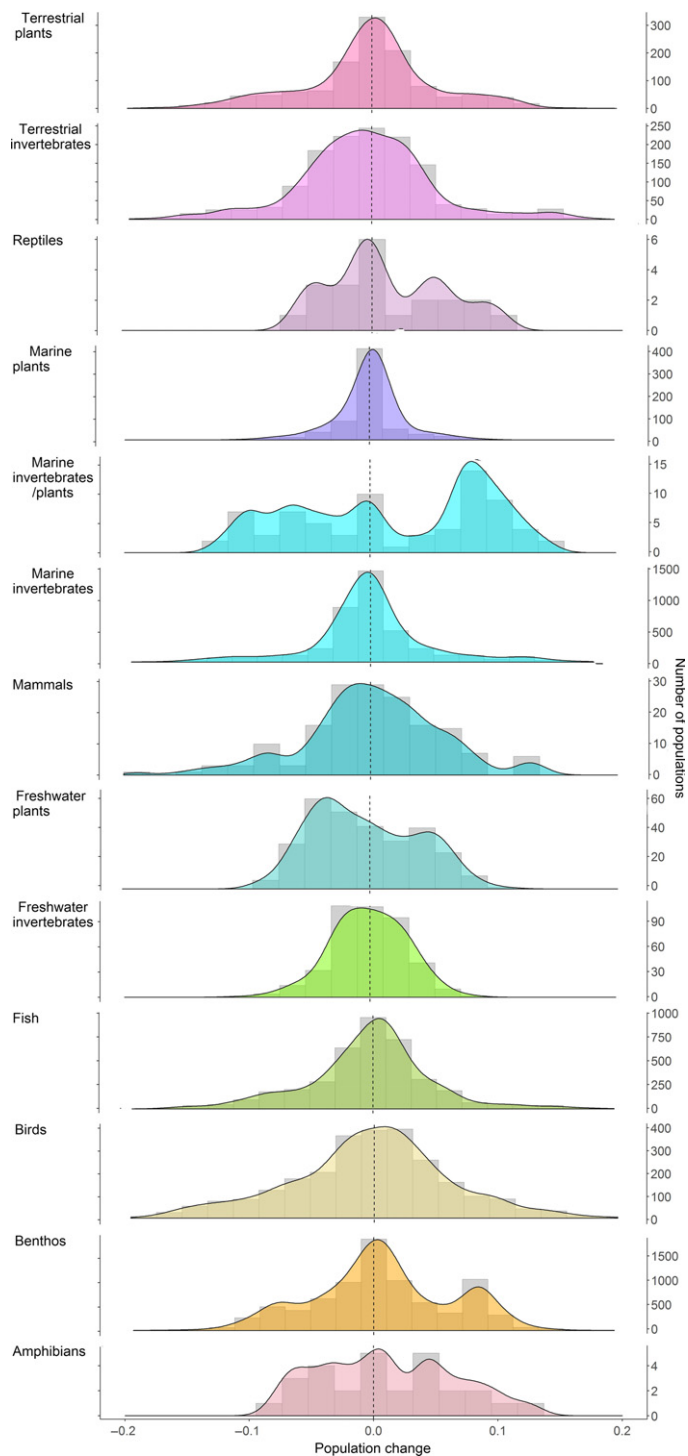 Terrestrial
plants
300
200
100
0
Terrestrial
invertebrates
250
200
150
100
50
0
Reptiles
6
4
2
0
Marine
plants
400
300
200
100
0
Marine
invertebrates
/plants
15
10
5
0
Marine
invertebrates
1500
1000
500
0
Number of populations
Mammals
30
20
10
0
Freshwater
plants
60
40
20
0
Freshwater
invertebrates
90
60
30
0
Fish
1000
750
500
250
0
Birds
400
300
200
100
0
Benthos
1500
1000
500
0
Amphibians
4
2
0
−0.2 −0.1 0.0 0.1 0.2
Population change